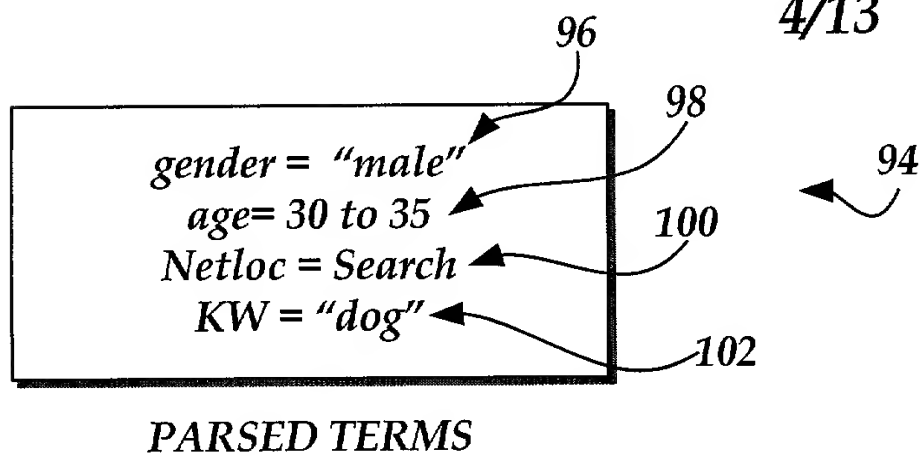 4/13
96
gender = “male”
98
94
age= 30 to 35
100
Netloc = Search
KW = “dog”
102
PARSED TERMS